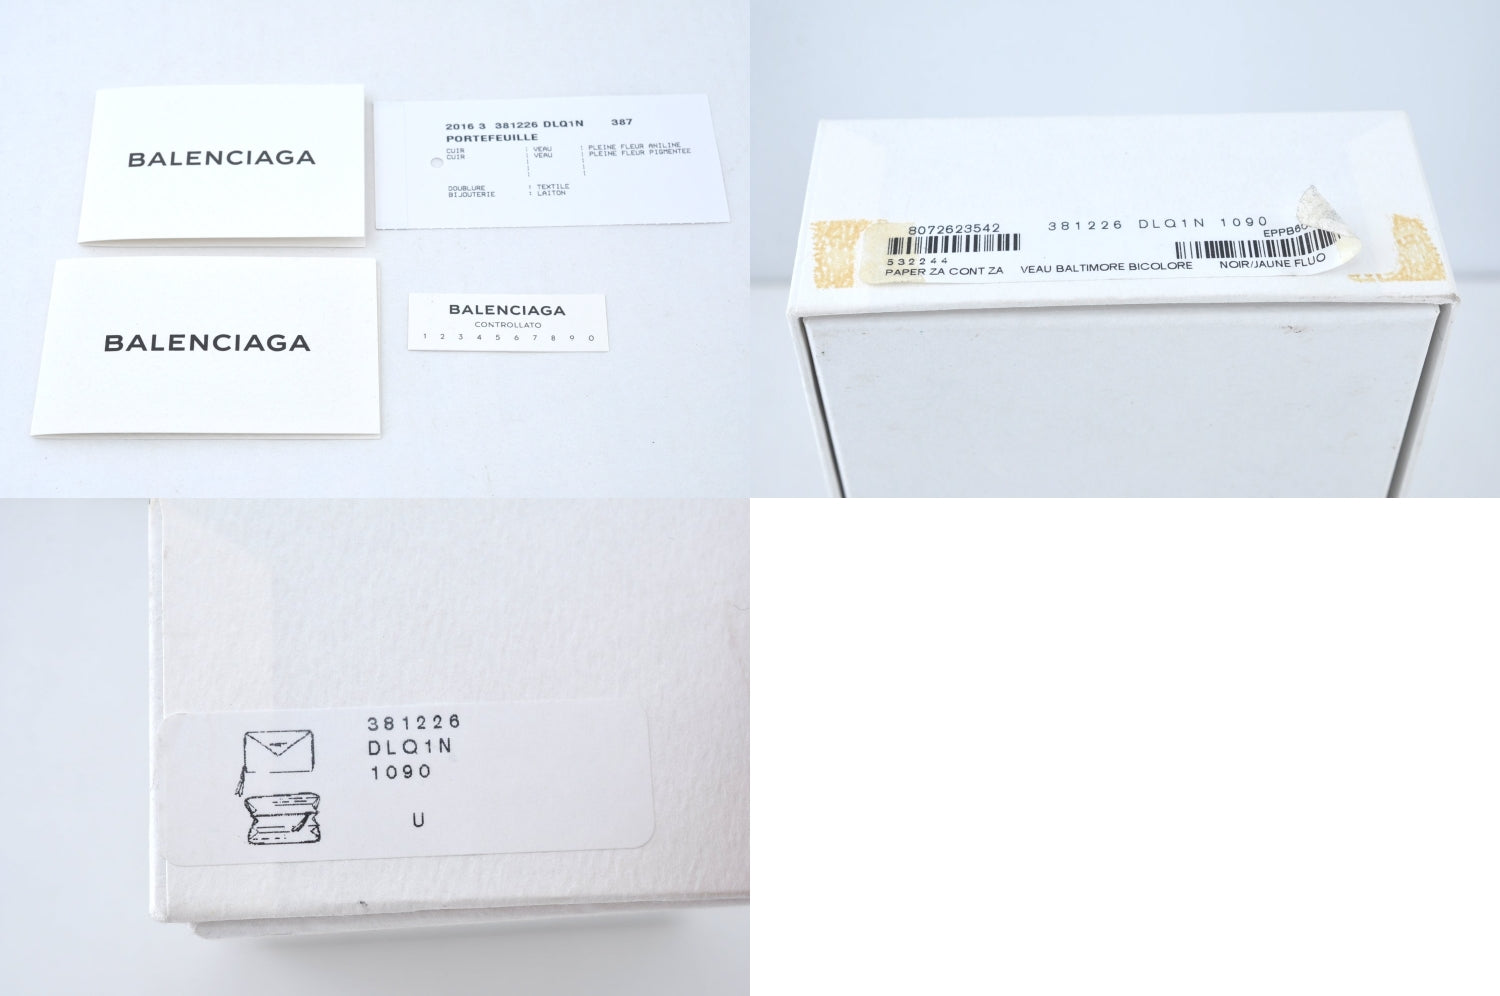 BALENCIAGA
2016 3 381226 DLQ1N 387
PORTEFEUILLE
CUIR : VEAU : PLEINE FLEUR ANILINE
CUIR : VEAU : PLEINE FLEUR PIGMENTEE
DOUBLURE : TEXTILE
BIJOUTERIE : LAITON
BALENCIAGA
BALENCIAGA
CONTROLLATO
1 2 3 4 5 6 7 8 9 0
8072623542 381226 DLQ1N 1090
532244
PAPER ZA CONT ZA VEAU BALTIMORE BICOLORE NOIR/JAUNE FLUO
381226
DLQ1N
1090
U